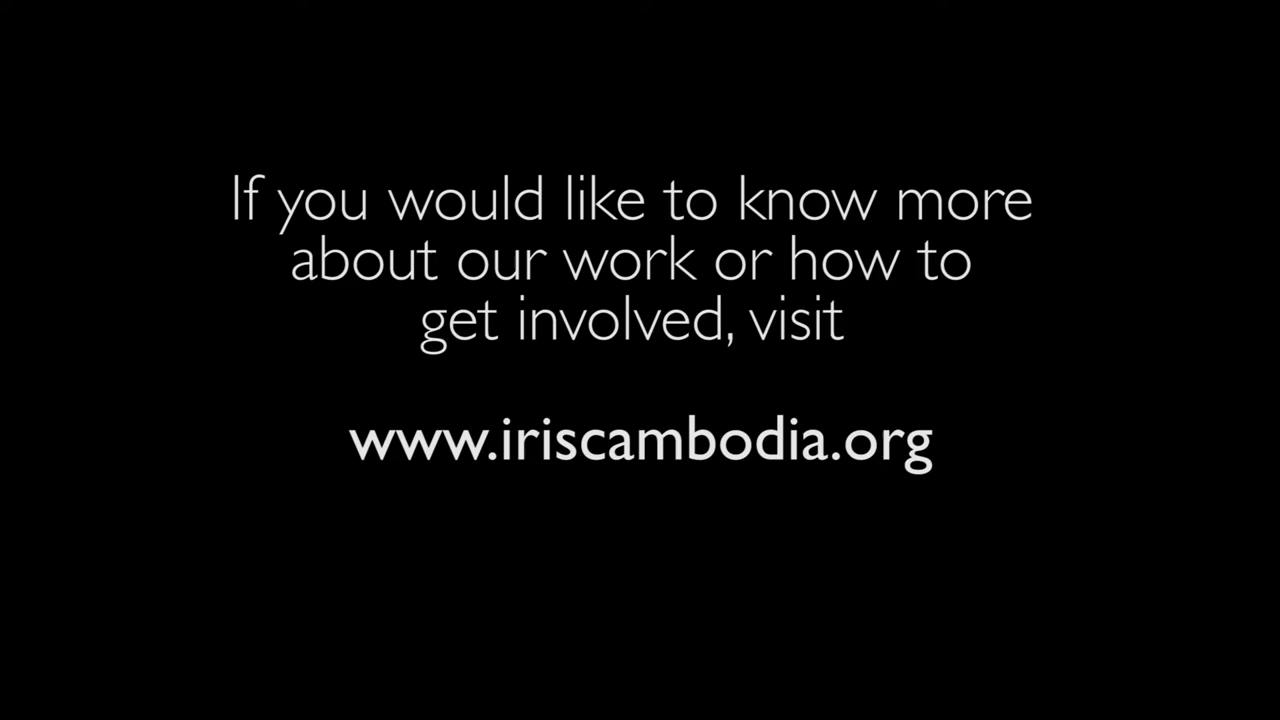 If you would like to know more
about our work or how to
get involved, visit
www.iriscambodia.org